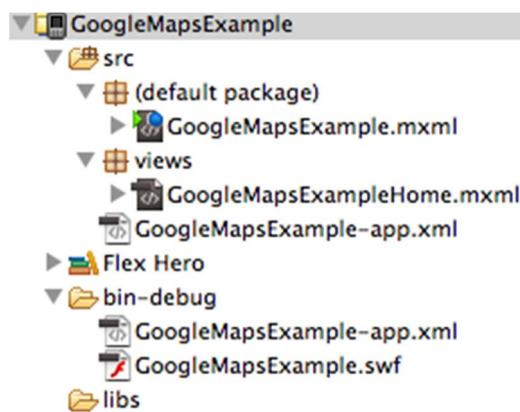 GoogleMapsExample
src
(default package)
GoogleMapsExample.mxml
views
GoogleMapsExampleHome.mxml
GoogleMapsExample-app.xml
Flex Hero
bin-debug
GoogleMapsExample-app.xml
GoogleMapsExample.swf
libs